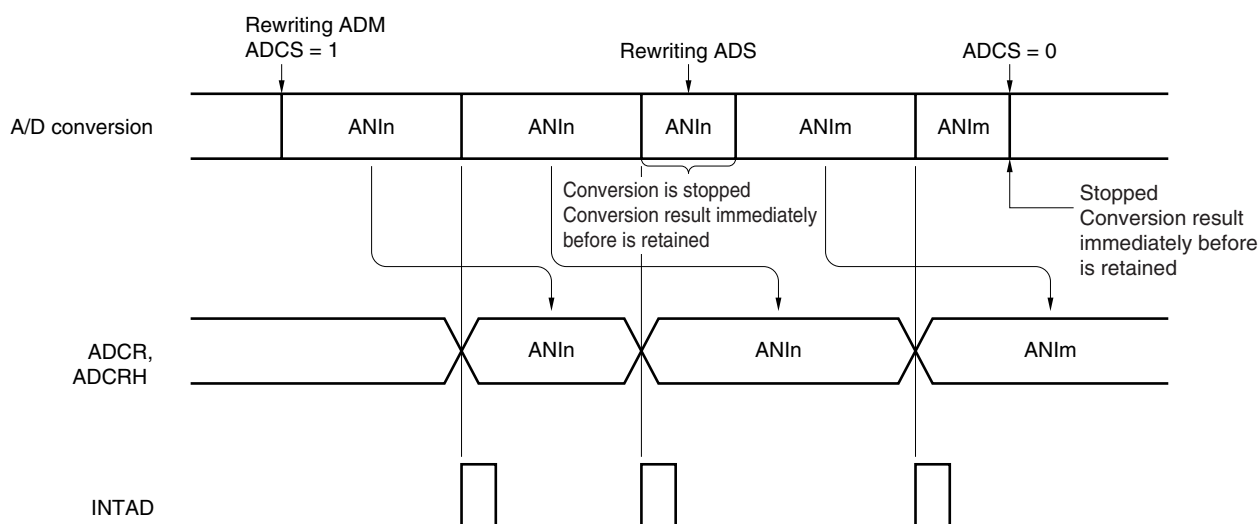 Rewriting ADM
ADCS = 1
Rewriting ADS
ADCS = 0
A/D conversion
ANIn
ANIn
ANIn
ANIm
ANIm
Conversion is stopped
Conversion result immediately
before is retained
Stopped
Conversion result
immediately before
is retained
ADCR,
ADCRH
ANIn
ANIn
ANIm
INTAD